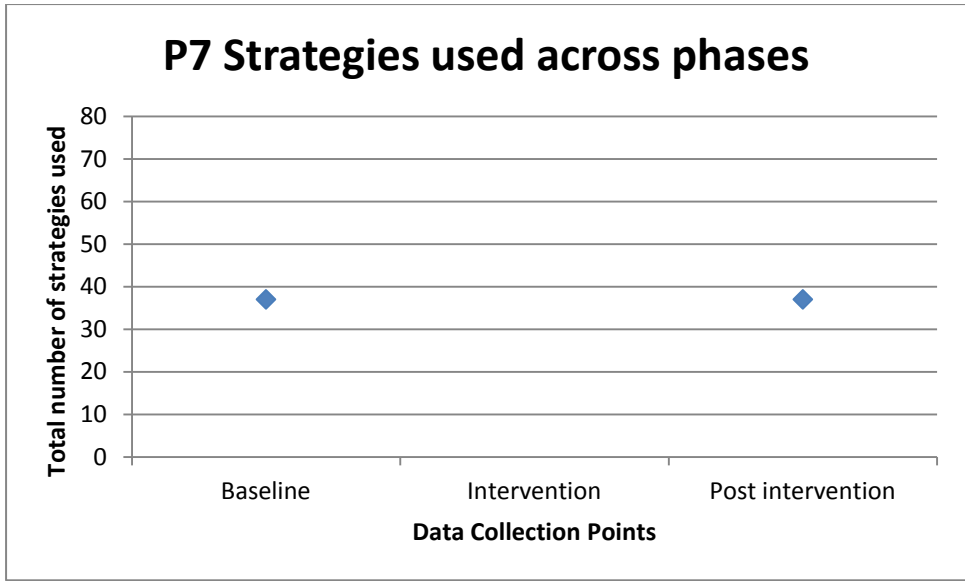 P7 Strategies used across phases
Total number of strategies used
80
70
60
50
40
30
20
10
0
Baseline
Intervention
Post intervention
Data Collection Points